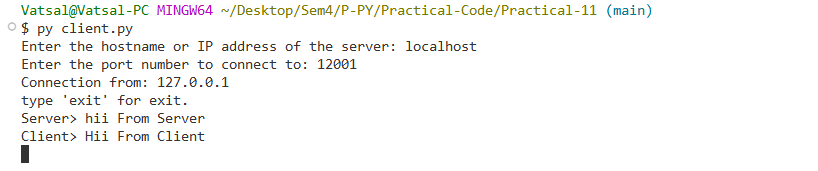 Vatsal@Vatsal-PC MINGW64 ~/Desktop/Sem4/P-PY/Practical-Code/Practical-11 (main)
$ py client.py
Enter the hostname or IP address of the server: localhost
Enter the port number to connect to: 12001
Connection from: 127.0.0.1
type 'exit' for exit.
Server> hii From Server
Client> Hii From Client